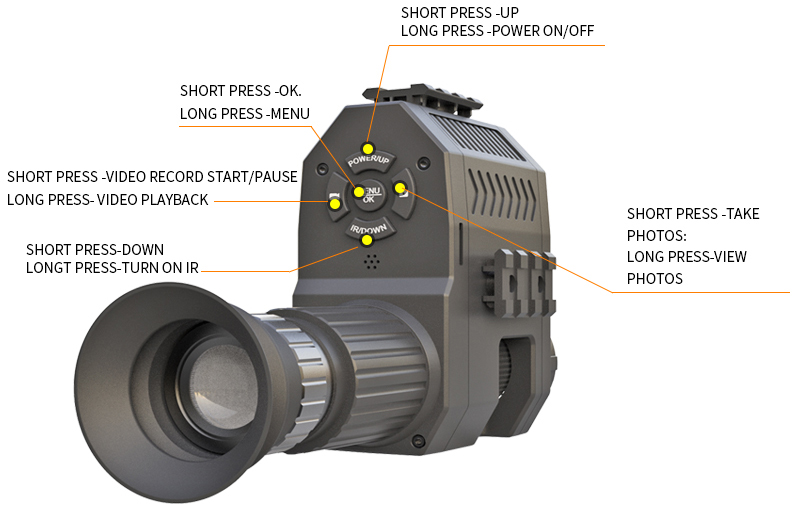 SHORT PRESS -UP
LONG PRESS -POWER ON/OFF
SHORT PRESS -OK.
LONG PRESS -MENU
POWER/UP
SHORT PRESS -VIDEO RECORD START/PAUSE
LONG PRESS- VIDEO PLAYBACK
ENU
OK
IR/DOWN
SHORT PRESS -TAKE
PHOTOS:
LONG PRESS-VIEW
PHOTOS
SHORT PRESS-DOWN
LONGT PRESS-TURN ON IR